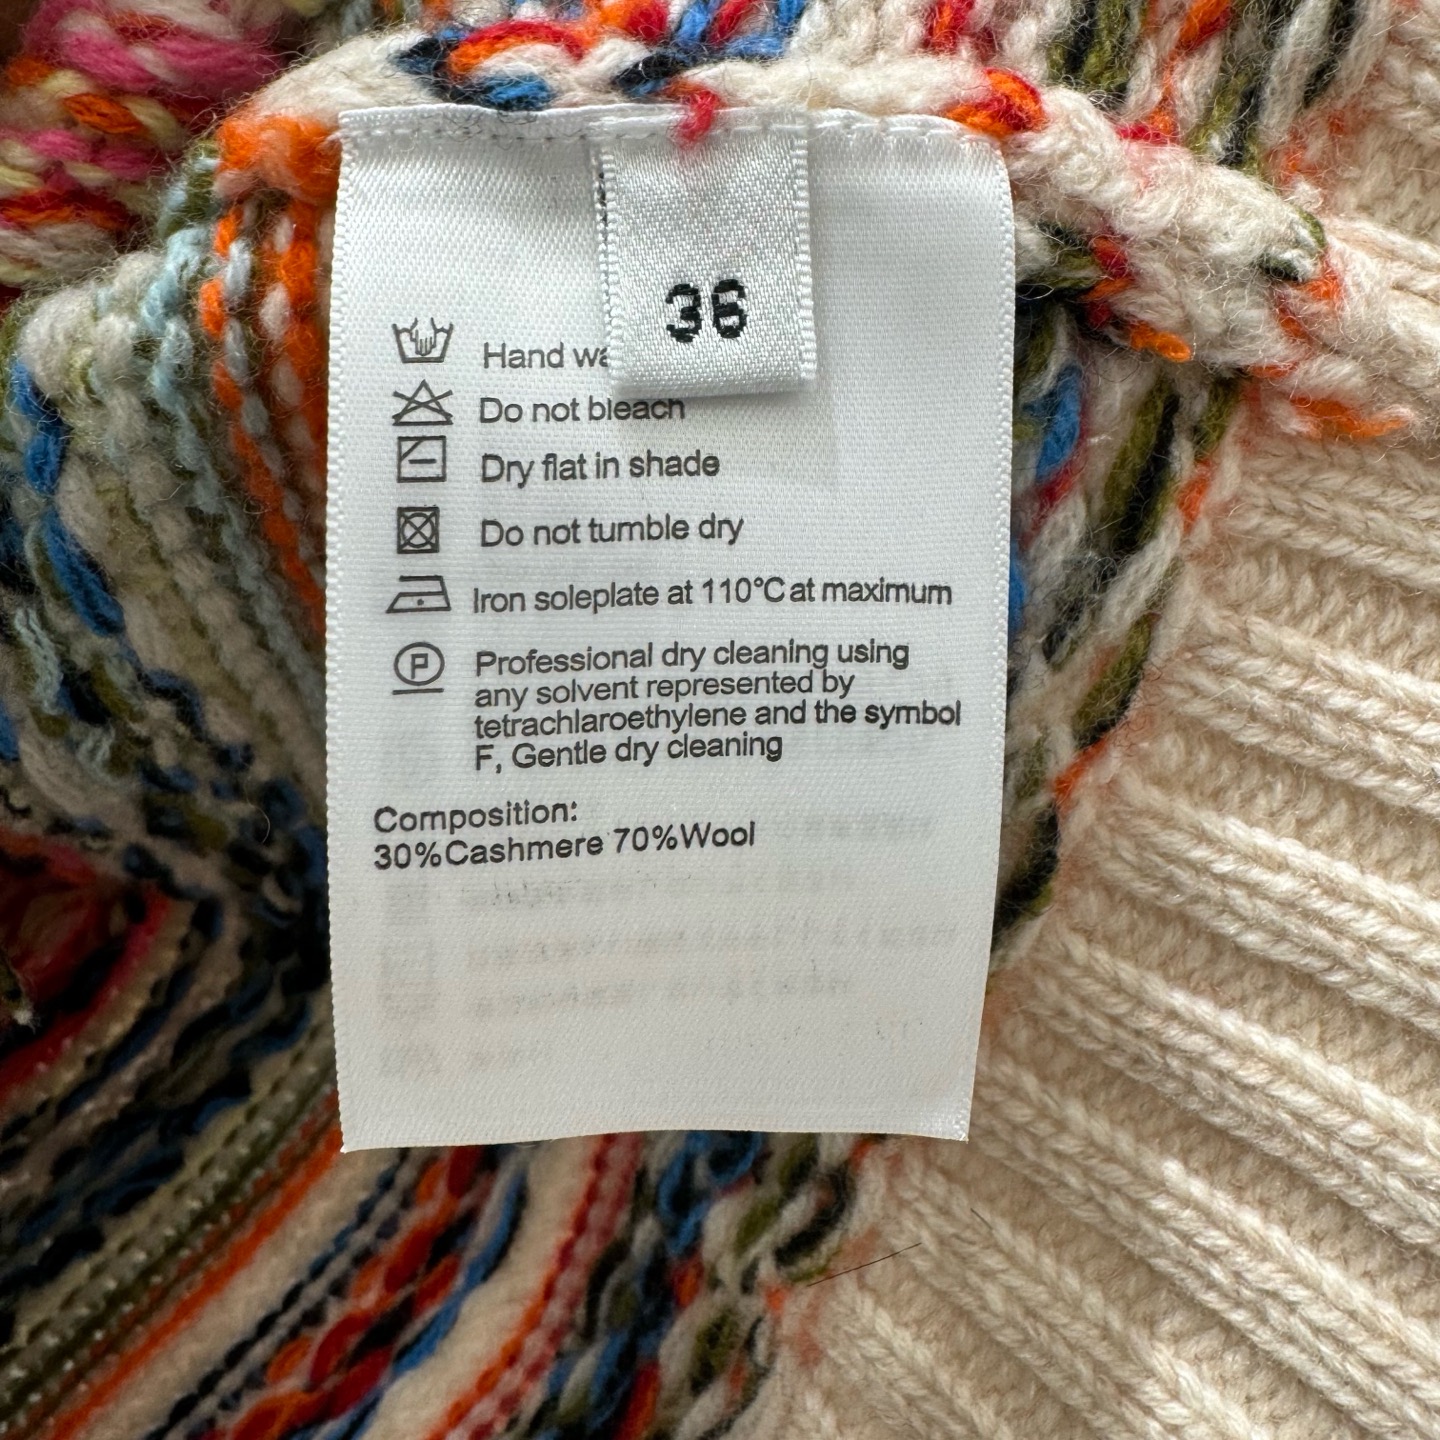 36
Hand wa
Do not bleach
Dry flat in shade
Do not tumble dry
Iron soleplate at 110°C at maximum
P
Professional dry cleaning using
any solvent represented by
tetrachlaroethylene and the symbol
F, Gentle dry cleaning
Composition:
30%Cashmere 70%Wool